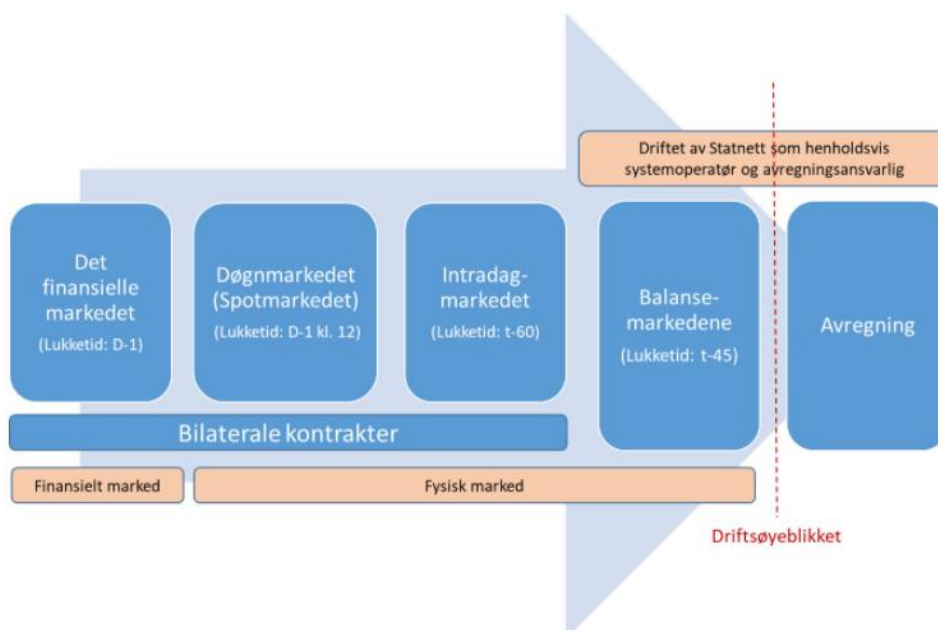 Driftet av Statnett som henholdsvis
systemoperatør og avregningsansvarlig
Det
finansielle
markedet
(Lukketid: D-1)
Døgnmarkedet
(Spotmarkedet)
(Lukketid: D-1 kl. 12)
Intradag-
markedet
(Lukketid: t-60)
Balanse-
markedene
(Lukketid: t-45)
Avregning
Bilaterale kontrakter
Finansielt marked
Fysisk marked
Driftsøyeblikket